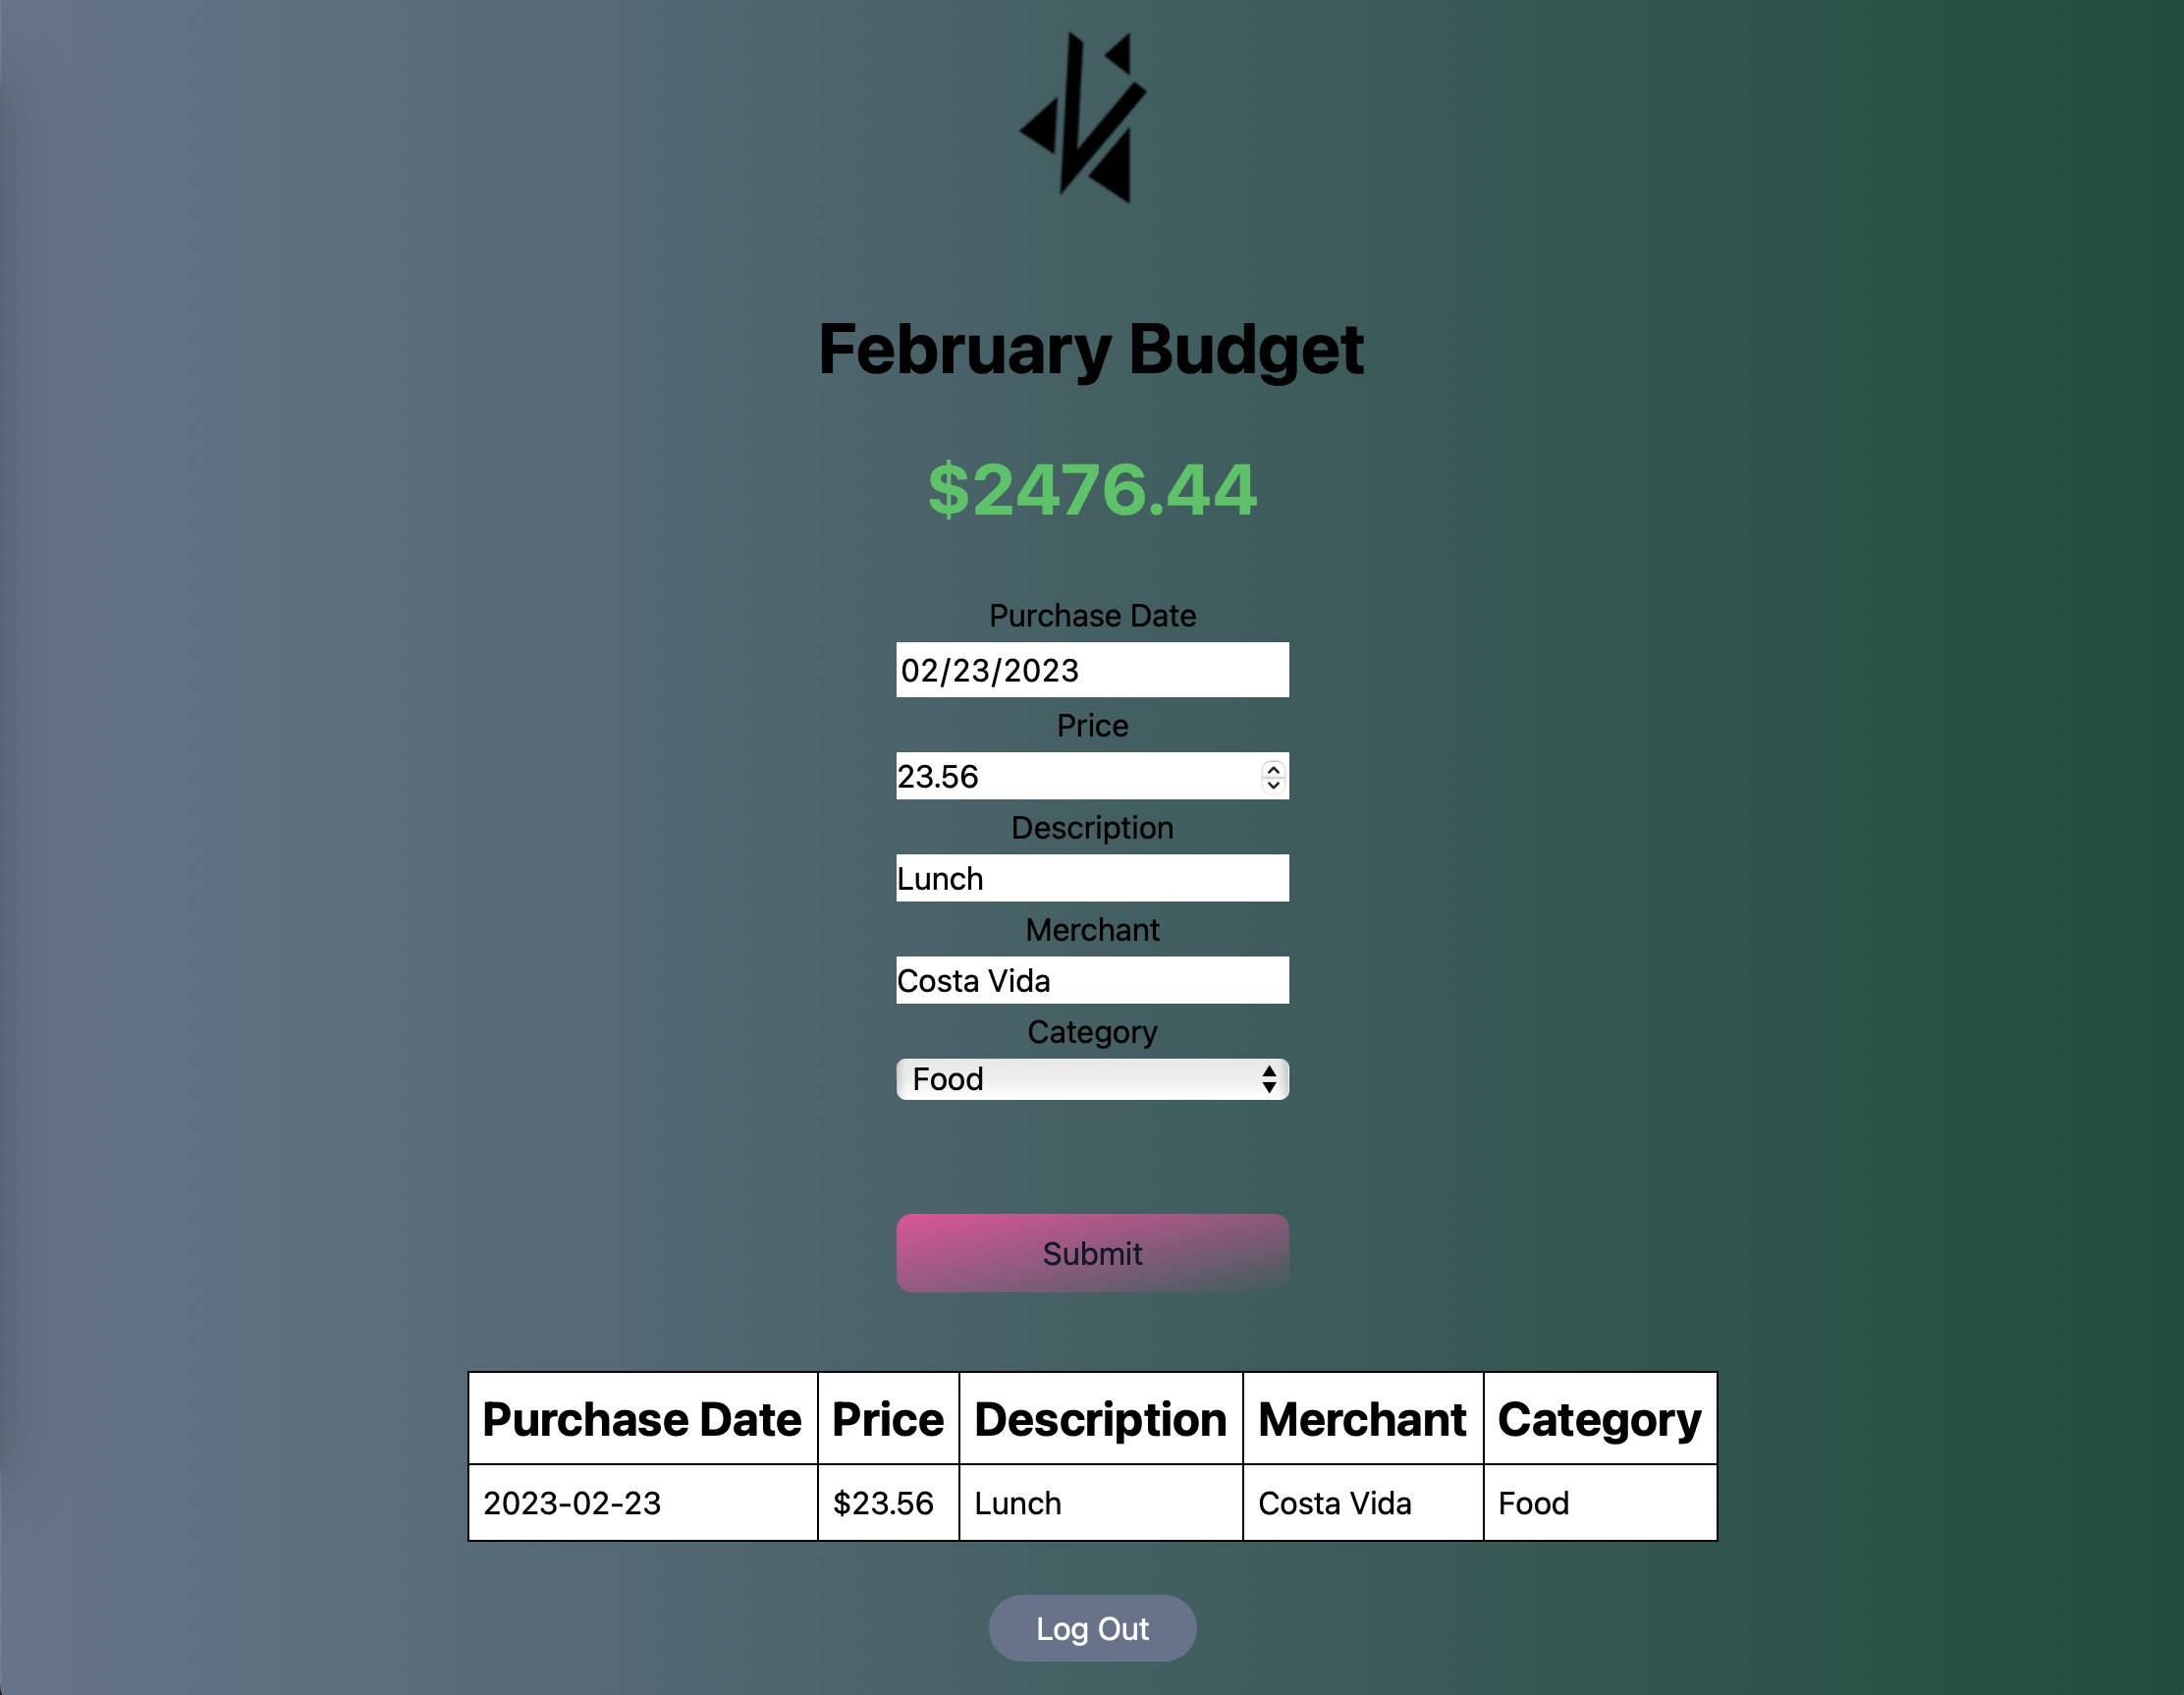 February Budget
$2476.44
Purchase Date
02/23/2023
Price
23.56
Description
Lunch
Merchant
Costa Vida
Category
Food
Submit
Purchase Date Price Description Merchant Category
2023-02-23 $23.56 Lunch Costa Vida Food
Log Out